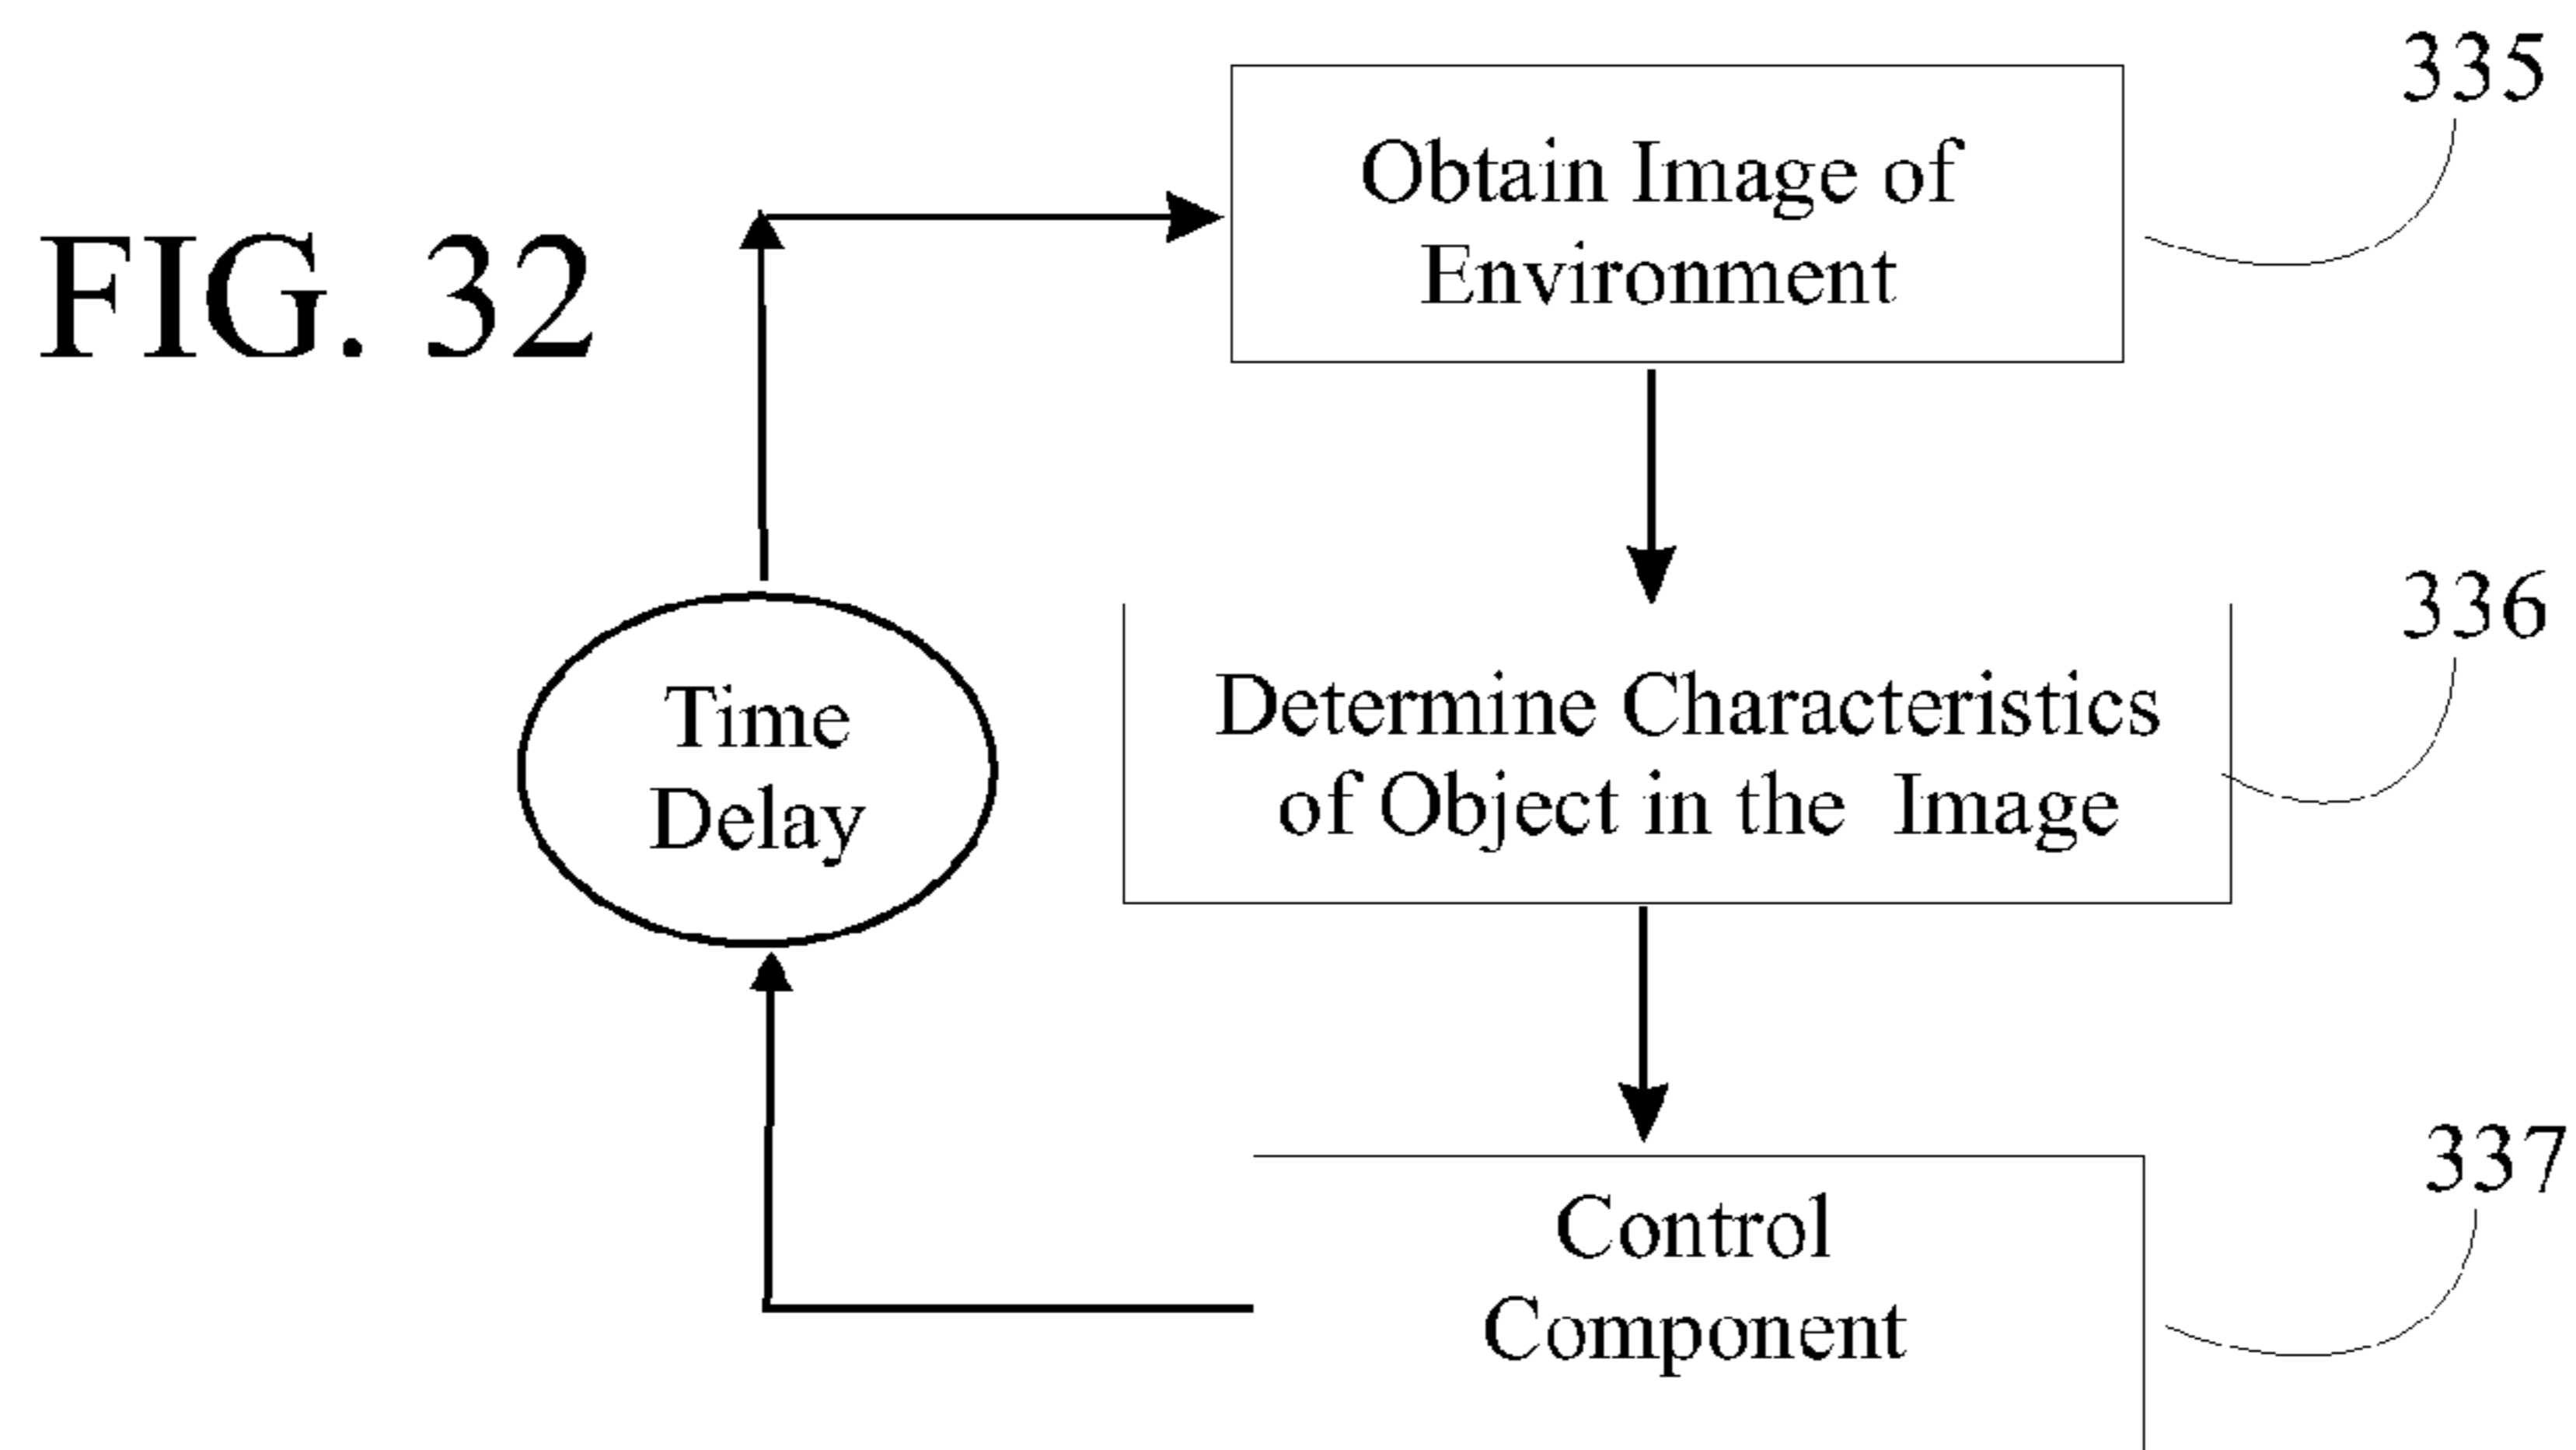 FIG. 32
335
Obtain Image of
Environment
336
Determine Characteristics
of Object in the Image
Time
Delay
337
Control
Component